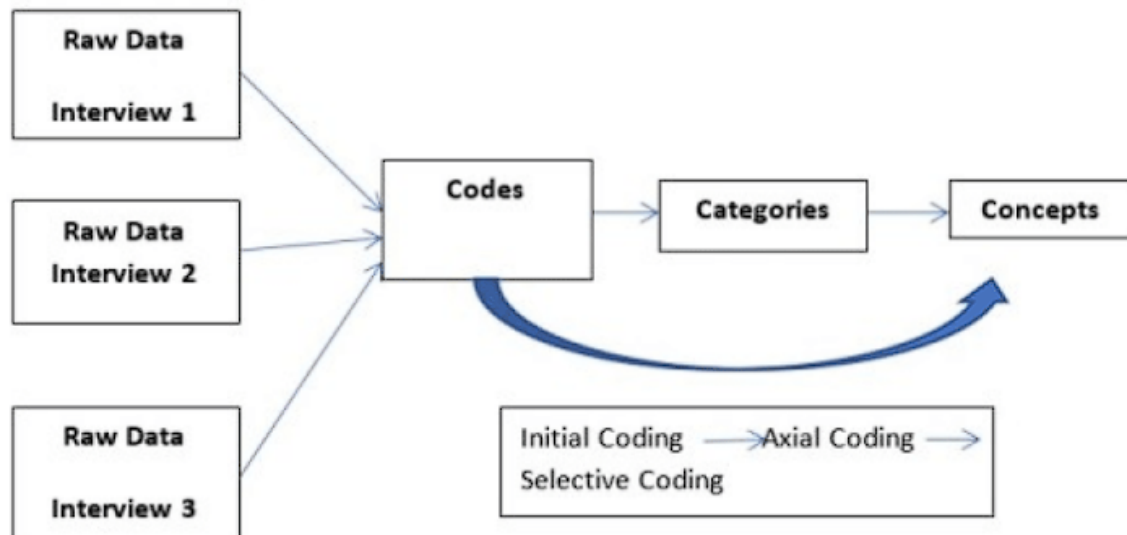 Raw Data
Interview 1
Raw Data
Interview 2
Raw Data
Interview 3
Codes
Categories
Concepts
Initial Coding Axial Coding
Selective Coding